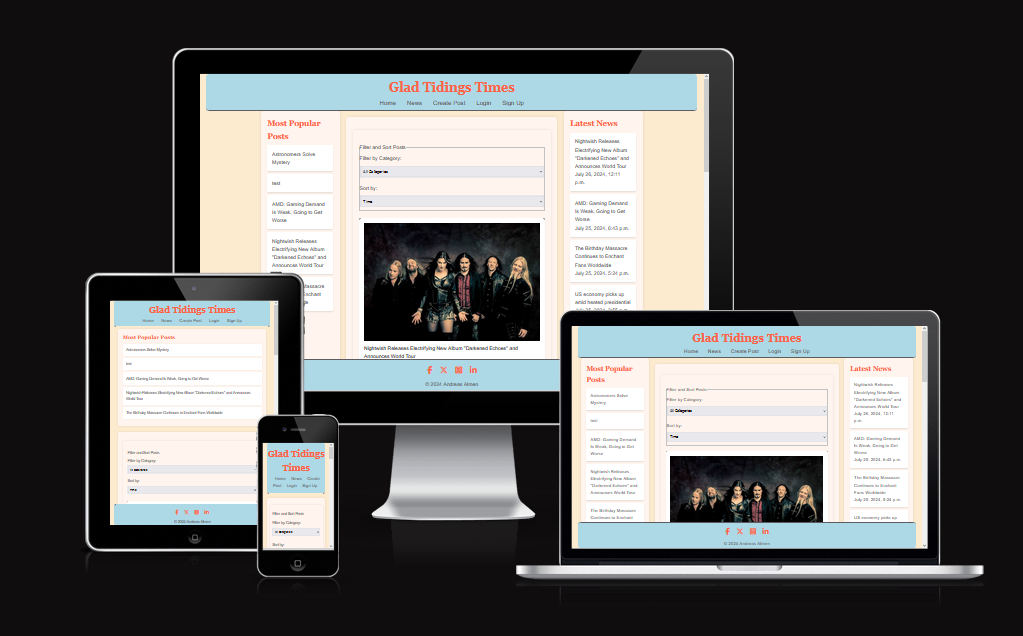 Glad Tidings Times
Home News Create Post Login Sign Up
Most Popular
Posts
Astronomers Solve
Mystery
test
AMD: Gaming Demand
Is Weak, Going to Get
Worse
Nightwish Releases
Electrifying New Album
"Darkened Echoes" and
Announces World Tour
Massacre
Enchant
Filter and Sort Posts
Filter by Category:
All Categories
Sort by:
Time
Nightwish Releases Electrifying New Album "Darkened Echoes" and
Announces World Tour
Latest News
Nightwish Releases
Electrifying New Album
"Darkened Echoes" and
Announces World Tour
July 26, 2024, 12:11
p.m.
AMD: Gaming Demand
Is Weak, Going to Get
Worse
July 25, 2024, 6:43 p.m.
The Birthday Massacre
Continues to Enchant
Fans Worldwide
July 25, 2024, 5:24 p.m.
US economy picks up
amid heated presidential
© 2024 Andreas Almen
Glad Tidings Times
Home News Create Post Login Sign Up
Most Popular Posts
Astronomers Solve Mystery
test
AMD: Gaming Demand Is Weak, Going to Get Worse
Nightwish Releases Electrifying New Album "Darkened Echoes" and Announces
World Tour
The Birthday Massacre Continues to Enchant Fans Worldwide
Filter and Sort Posts
Filter by Category:
All Categories
Sort by:
Time
© 2024 Andreas Almen
Glad Tidings
Times
Home News Create
Post Login Sign Up
Filter and Sort Posts
Filter by Category:
All Categories
Sort by:
Glad Tidings Times
Home News Create Post Login Sign Up
Most Popular
Posts
Astronomers Solve
Mystery
test
AMD: Gaming Demand
Is Weak, Going to Get
Worse
Nightwish Releases
Electrifying New Album
"Darkened Echoes" and
Announces World Tour
The Birthday Massacre
Continues to Enchant
Filter and Sort Posts
Filter by Category:
All Categories
Sort by:
Time
Latest News
Nightwish Releases
Electrifying New Album
"Darkened Echoes" and
Announces World Tour
July 26, 2024, 12:11
p.m.
AMD: Gaming Demand
Is Weak, Going to Get
Worse
July 25, 2024, 6:43 p.m.
The Birthday Massacre
Continues to Enchant
Fans Worldwide
July 25, 2024, 5:24 p.m.
US economy picks up
© 2024 Andreas Almen